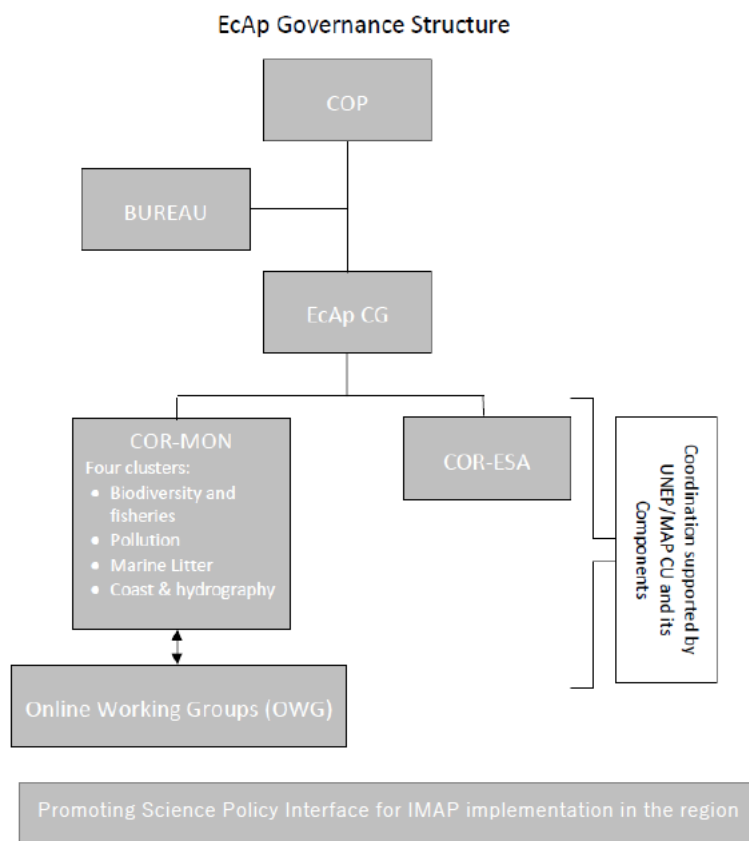 EcAp Governance Structure
COP
BUREAU
EcAp CG
COR-MON
Four clusters:
• Biodiversity and
fisheries
• Pollution
• Marine Litter
• Coast & hydrography
COR-ESA
Coordination supported by
UNEP/MAP CU and its
Components
Online Working Groups (OWG)
Promoting Science Policy Interface for IMAP implementation in the region